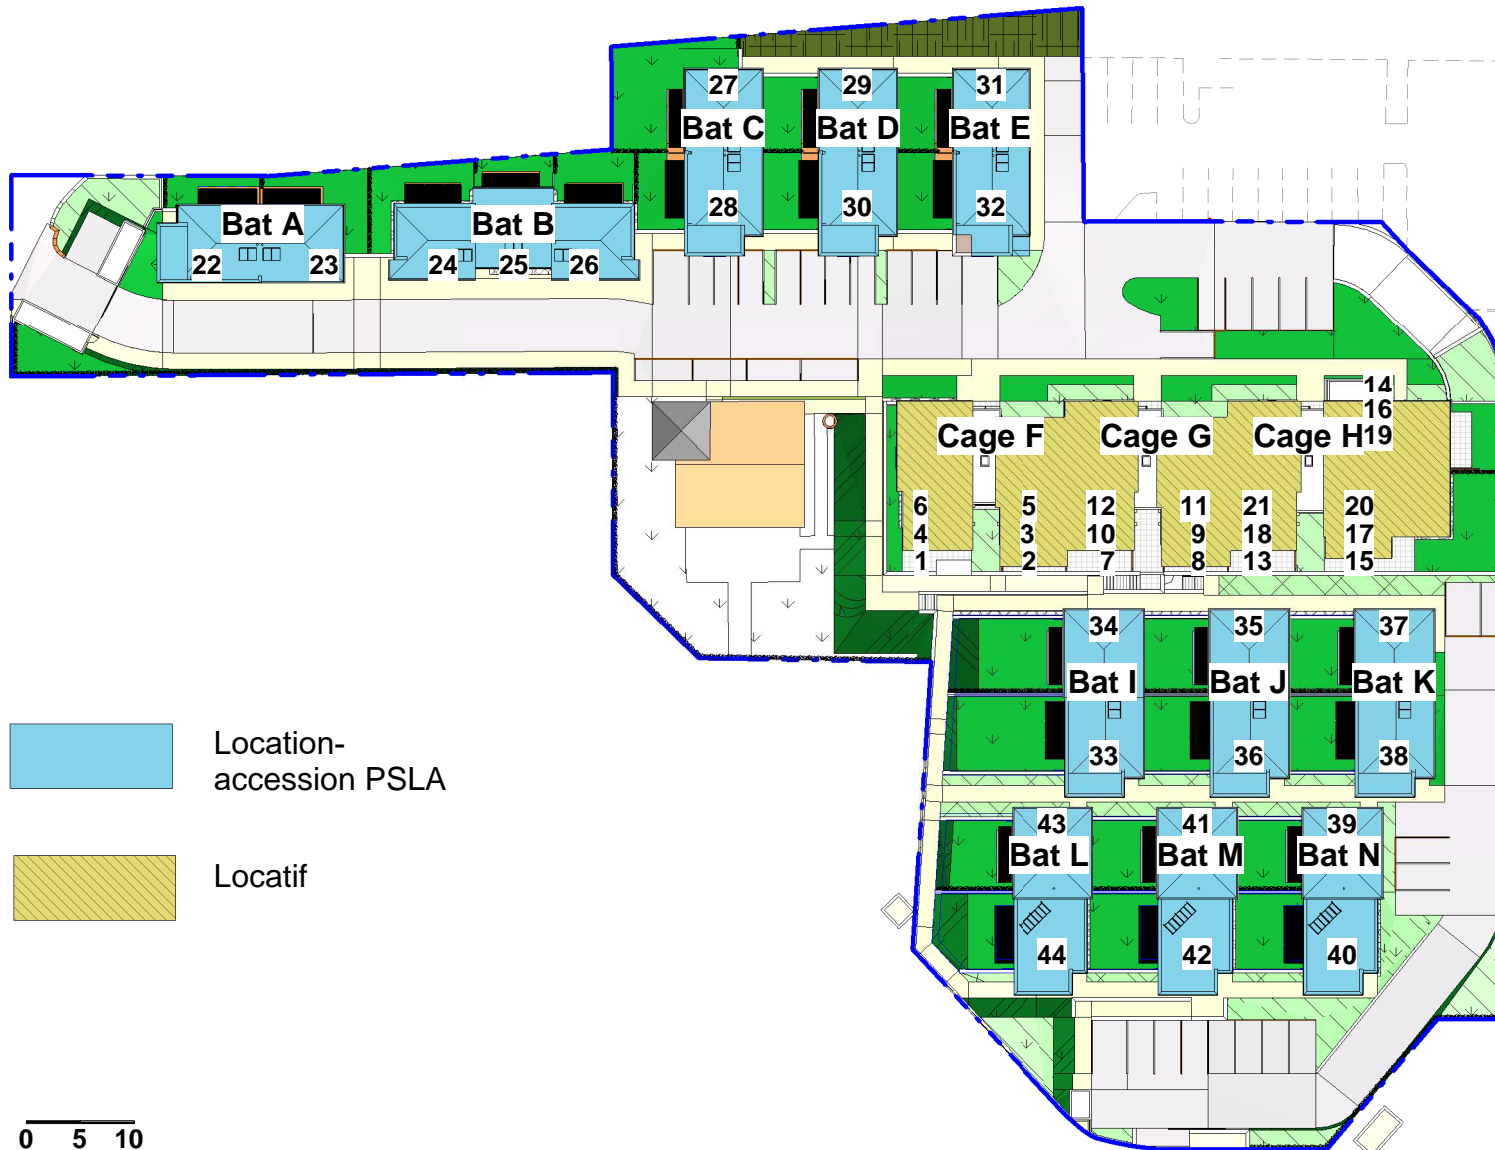 27 29 31
Bat C Bat D Bat E
28 30 32
Bat A Bat B
22 23 24 25 26
14
16
Cage F Cage G Cage H 19
6 5 12 11 21 20
4 3 10 9 18 17
1 2 7 8 13 15
34 35 37
Bat I Bat J Bat K
33 36 38
43 41 39
Bat L Bat M Bat N
44 42 40
Location-
accession PSLA
Locatif
0 5 10